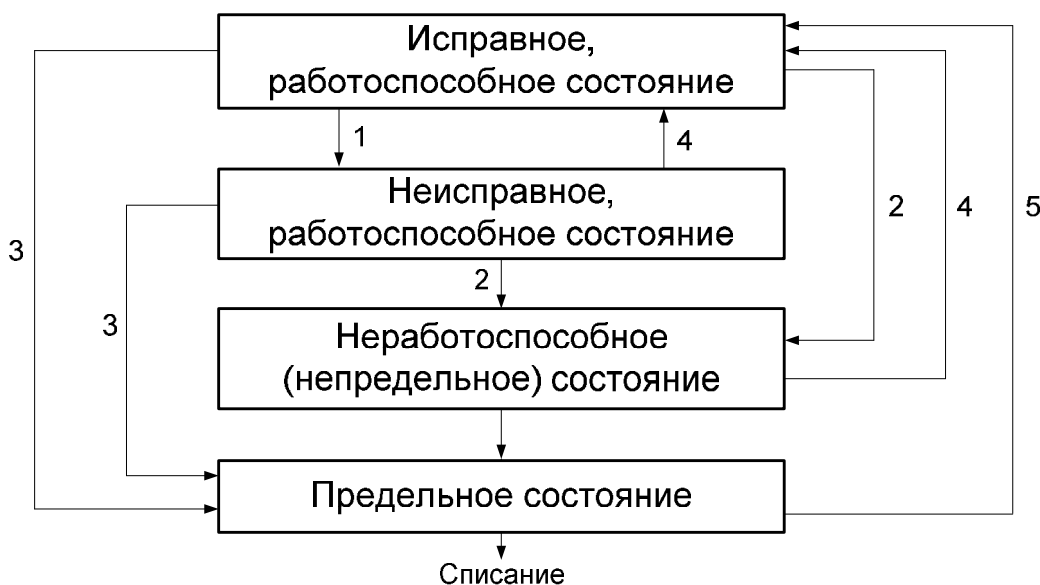 Исправное,
работоспособное состояние
1
4
Неисправное,
работоспособное состояние
2
4
5
3
2
3
Неработоспособное
(непредельное) состояние
Предельное состояние
Списание